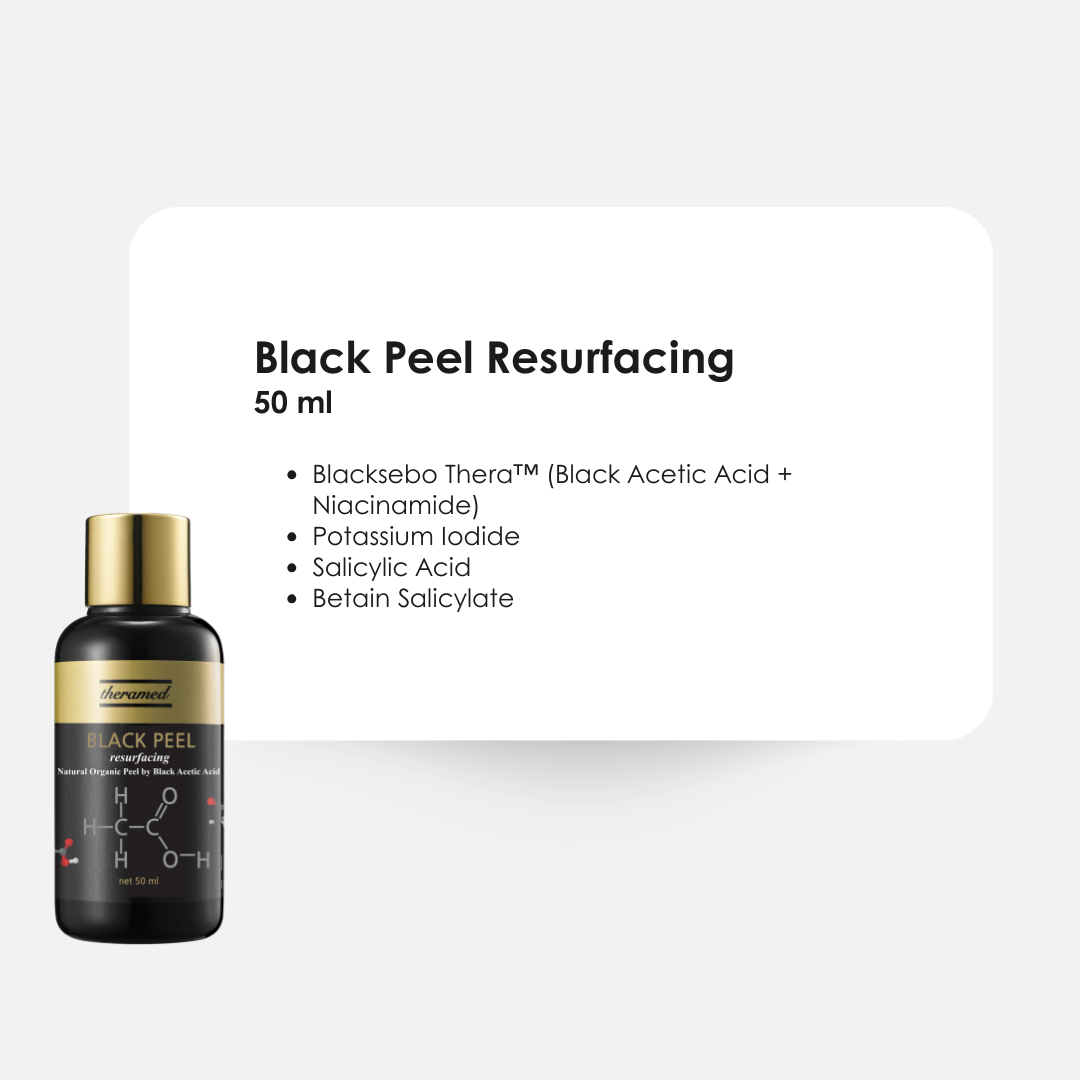 Black Peel Resurfacing
50 ml
• Blacksebo Thera™ (Black Acetic Acid +
Niacinamide)
• Potassium Iodide
• Salicylic Acid
• Betain Salicylate
theramed
BLACK PEEL
resurfacing
Natural Organic Peel by Black Acetic Acid
H O
H C C
H O H
net 50 ml